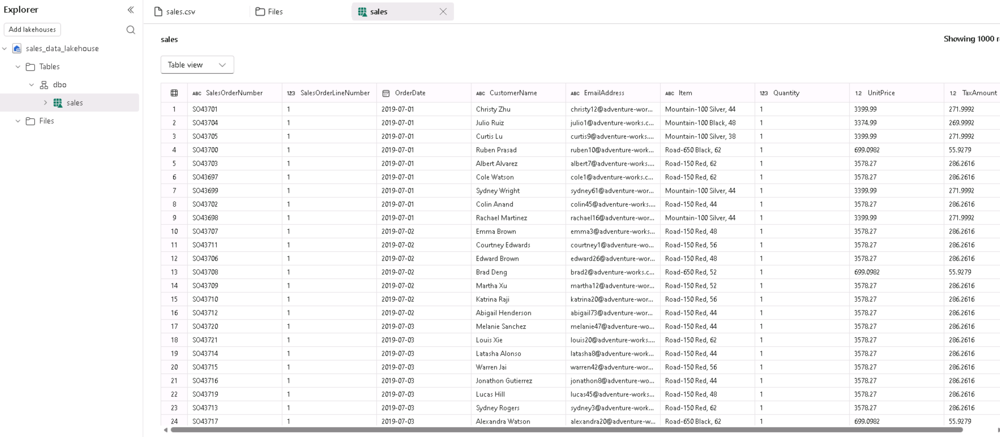 Explorer
Add lakehouses
sales_data_lakehouse
Tables
dbo
sales
Files
sales.csv Files sales
sales
Showing 1000
Table view
ABC SalesOrderNumber 123 SalesOrderLineNumber OrderDate ABC CustomerName ABC EmailAddress ABC Item 123 Quantity 1.2 UnitPrice 1.2 TaxAmount
1 SO43701 1 2019-07-01 Christy Zhu christy12@adventure-wor... Mountain-100 Silver, 44 1 3399.99 271.9992
2 SO43704 1 2019-07-01 Julio Ruiz julio1@adventure-works.c... Mountain-100 Black, 48 1 3374.99 269.9992
3 SO43705 1 2019-07-01 Curtis Lu curtis9@adventure-works.... Mountain-100 Silver, 38 1 3399.99 271.9992
4 SO43700 1 2019-07-01 Ruben Prasad ruben10@adventure-work... Road-650 Black, 62 1 699.0982 55.9279
5 SO43703 1 2019-07-01 Albert Alvarez albert7@adventure-works.... Road-150 Red, 62 1 3578.27 286.2616
6 SO43697 1 2019-07-01 Cole Watson cole1@adventure-works.c... Road-150 Red, 62 1 3578.27 286.2616
7 SO43699 1 2019-07-01 Sydney Wright sydney61@adventure-wor... Mountain-100 Silver, 44 1 3399.99 271.9992
8 SO43702 1 2019-07-01 Colin Anand colin45@adventure-works.... Road-150 Red, 44 1 3578.27 286.2616
9 SO43698 1 2019-07-01 Rachael Martinez rachael16@adventure-wor... Mountain-100 Silver, 44 1 3399.99 271.9992
10 SO43707 1 2019-07-02 Emma Brown emma3@adventure-works... Road-150 Red, 48 1 3578.27 286.2616
11 SO43711 1 2019-07-02 Courtney Edwards courtney1@adventure-wo... Road-150 Red, 56 1 3578.27 286.2616
12 SO43706 1 2019-07-02 Edward Brown edward26@adventure-wor... Road-150 Red, 48 1 3578.27 286.2616
13 SO43708 1 2019-07-02 Brad Deng brad2@adventure-works.c... Road-650 Red, 52 1 699.0982 55.9279
14 SO43709 1 2019-07-02 Martha Xu martha12@adventure-wor... Road-150 Red, 52 1 3578.27 286.2616
15 SO43710 1 2019-07-02 Katrina Raji katrina20@adventure-wor... Road-150 Red, 56 1 3578.27 286.2616
16 SO43712 1 2019-07-02 Abigail Henderson abigail73@adventure-wor... Road-150 Red, 44 1 3578.27 286.2616
17 SO43720 1 2019-07-03 Melanie Sanchez melanie47@adventure-wo... Road-150 Red, 44 1 3578.27 286.2616
18 SO43721 1 2019-07-03 Louis Xie louis20@adventure-works.... Road-150 Red, 62 1 3578.27 286.2616
19 SO43714 1 2019-07-03 Latasha Alonso latasha8@adventure-work... Road-150 Red, 44 1 3578.27 286.2616
20 SO43715 1 2019-07-03 Warren Jai warren42@adventure-wor... Road-150 Red, 56 1 3578.27 286.2616
21 SO43716 1 2019-07-03 Jonathon Gutierrez jonathon8@adventure-wo... Road-150 Red, 44 1 3578.27 286.2616
22 SO43719 1 2019-07-03 Lucas Hill lucas45@adventure-works... Road-150 Red, 48 1 3578.27 286.2616
23 SO43713 1 2019-07-03 Sydney Rogers sydney3@adventure-work... Road-150 Red, 62 1 3578.27 286.2616
24 SO43717 1 2019-07-03 Alexandra Watson alexandra20@adventure-w... Road-650 Black, 62 1 699.0982 55.9279